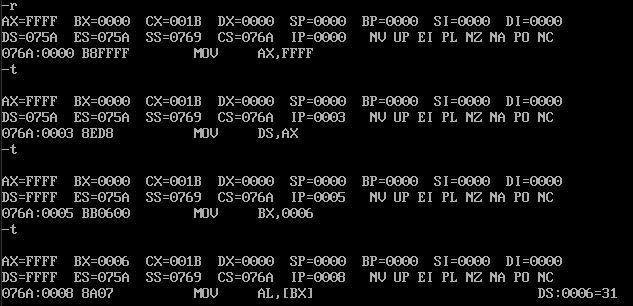 -r
AX=FFFF  BX=0000  CX=001B  DX=0000  SP=0000  BP=0000  SI=0000  DI=0000
DS=075A  ES=075A  SS=0769  CS=076A  IP=0000   NV UP EI PL NZ NA PO NC
076A:0000 B8FFFF        MOV     AX,FFFF
-t
AX=FFFF  BX=0000  CX=001B  DX=0000  SP=0000  BP=0000  SI=0000  DI=0000
DS=075A  ES=075A  SS=0769  CS=076A  IP=0003   NV UP EI PL NZ NA PO NC
076A:0003 8ED8          MOV     DS,AX
-t
AX=FFFF  BX=0000  CX=001B  DX=0000  SP=0000  BP=0000  SI=0000  DI=0000
DS=FFFF  ES=075A  SS=0769  CS=076A  IP=0005   NV UP EI PL NZ NA PO NC
076A:0005 BB0600        MOV     BX,0006
-t
AX=FFFF  BX=0006  CX=001B  DX=0000  SP=0000  BP=0000  SI=0000  DI=0000
DS=FFFF  ES=075A  SS=0769  CS=076A  IP=0008   NV UP EI PL NZ NA PO NC
076A:0008 8A07          MOV     AL,[BX]                            DS:0006=31